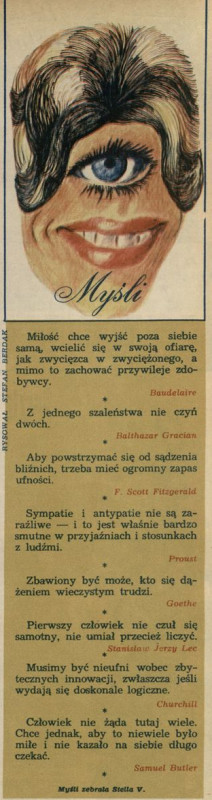 Myśli
RYSOWAŁ STEFAN BERDAK
Miłość chce wyjść poza siebie
samą, wcielić się w swoją ofiarę,
jak zwycięzca w zwyciężonego, a
mimo to zachować przywileje zdo-
bywcy.
Baudelaire
*
Z jednego szaleństwa nie czyń
dwóch.
Balthazar Gracian
*
Aby powstrzymać się od sądzenia
bliźnich, trzeba mieć ogromny zapas
ufności.
F. Scott Fitzgerald
*
Sympatie i antypatie nie są za-
raźliwe — i to jest właśnie bardzo
smutne w przyjaźniach i stosunkach
z ludźmi.
Proust
*
Zbawiony być może, kto się dą-
żeniem wieczystym trudzi.
Goethe
*
Pierwszy człowiek nie czuł się
samotny, nie umiał przecież liczyć.
Stanisław Jerzy Lec
*
Musimy być nieufni wobec zby-
tecznych innowacji, zwłaszcza jeśli
wydają się doskonale logiczne.
Churchill
*
Człowiek nie żąda tutaj wiele.
Chce jednak, aby to niewiele było
miłe i nie kazało na siebie długo
czekać.
Samuel Butler
*
Myśli zebrała Stella V.